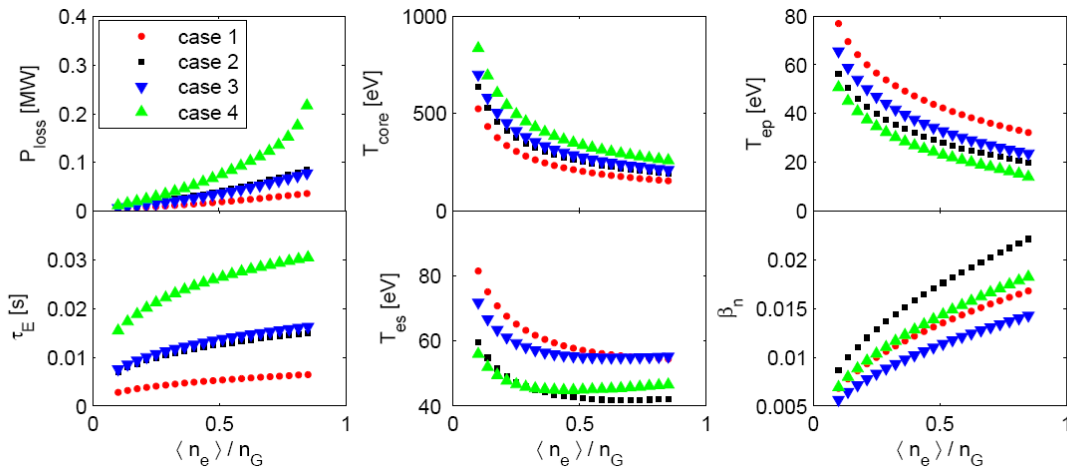 P_loss [MW]
0.4
0.3
0.2
0.1
0
case 1
case 2
case 3
case 4
T_core [eV]
1000
500
0
T_ep [eV]
80
60
40
20
0
τ_E [s]
0.03
0.02
0.01
0
0 0.5 1
⟨ n_e ⟩ / n_G
T_es [eV]
80
60
40
0 0.5 1
⟨ n_e ⟩ / n_G
β_n
0.02
0.015
0.01
0.005
0 0.5 1
⟨ n_e ⟩ / n_G